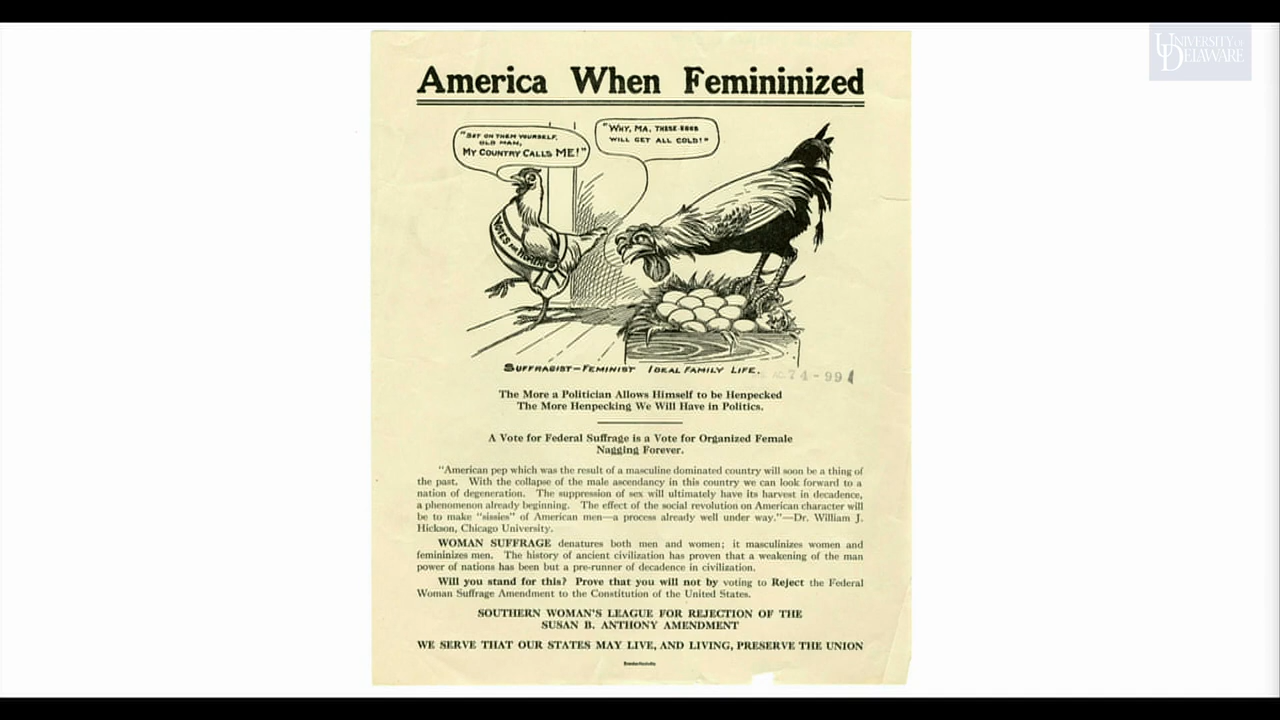 UNIVERSITY OF
DELAWARE
America When Femininized
"SET ON THEM YOURSELF,
OLD MAN,
MY COUNTRY CALLS ME!"
"WHY, MA, THESE EGGS
WILL GET ALL COLD!"
VOTES FOR WOMEN
SUFFRAGIST-FEMINIST IDEAL FAMILY LIFE.
74-99
The More a Politician Allows Himself to be Henpecked
The More Henpecking We Will Have in Politics.
A Vote for Federal Suffrage is a Vote for Organized Female
Nagging Forever.
"American pep which was the result of a masculine dominated country will soon be a thing of
the past. With the collapse of the male ascendancy in this country we can look forward to a
nation of degeneration. The suppression of sex will ultimately have its harvest in decadence,
a phenomenon already beginning. The effect of the social revolution on American character will
be to make "sissies" of American men—a process already well under way."—Dr. William J.
Hickson, Chicago University.
WOMAN SUFFRAGE denatures both men and women; it masculinizes women and
femininizes men. The history of ancient civilization has proven that a weakening of the man
power of nations has been but a pre-runner of decadence in civilization.
Will you stand for this? Prove that you will not by voting to Reject the Federal
Woman Suffrage Amendment to the Constitution of the United States.
SOUTHERN WOMAN'S LEAGUE FOR REJECTION OF THE
SUSAN B. ANTHONY AMENDMENT
WE SERVE THAT OUR STATES MAY LIVE, AND LIVING, PRESERVE THE UNION